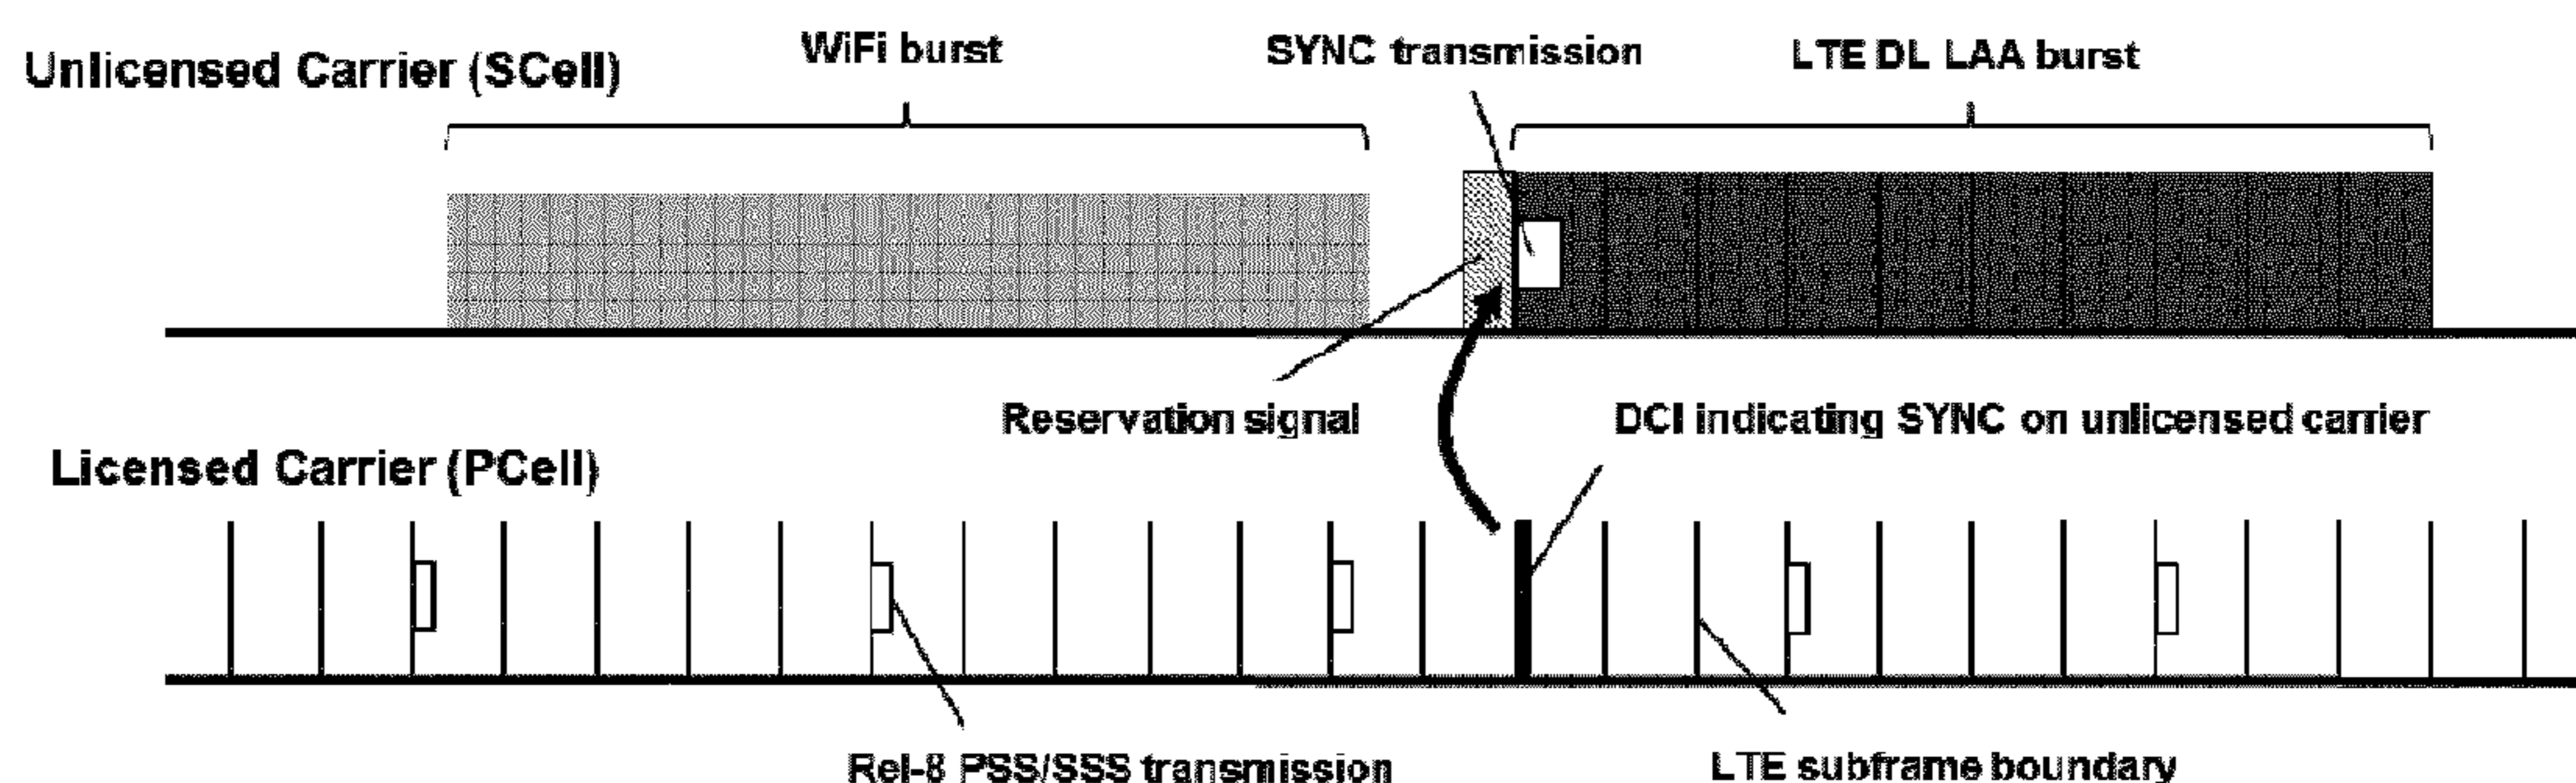 Unlicensed Carrier (SCell)
WiFi burst
SYNC transmission
LTE DL LAA burst
Reservation signal
DCI indicating SYNC on unlicensed carrier
Licensed Carrier (PCell)
Rel-8 PSS/SSS transmission
LTE subframe boundary